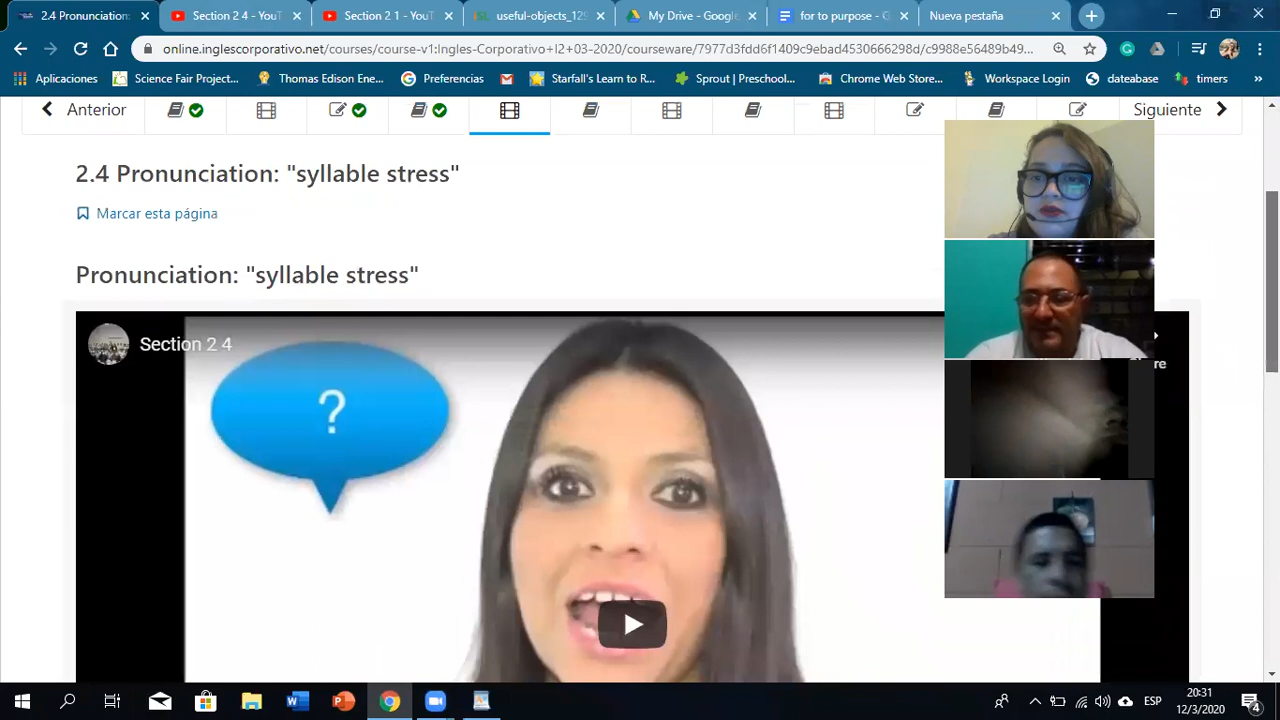 2.4 Pronunciation:
Section 2 4 - YouT
Section 2 1 - YouT
useful-objects_129
My Drive - Google
for to purpose - G
Nueva pestaña
online.inglescorporativo.net/courses/course-v1:Ingles-Corporativo+I2+03-2020/courseware/7977d3fdd6f1409c9ebad4530666298d/c9988e56489b49...
Aplicaciones
Science Fair Project...
Thomas Edison Ene...
Preferencias
Starfall's Learn to R...
Sprout | Preschool...
Chrome Web Store...
Workspace Login
dateabase
timers
»
Anterior
Siguiente
2.4 Pronunciation: "syllable stress"
Marcar esta página
Pronunciation: "syllable stress"
Section 2 4
re
?
ESP
20:31
12/3/2020
4